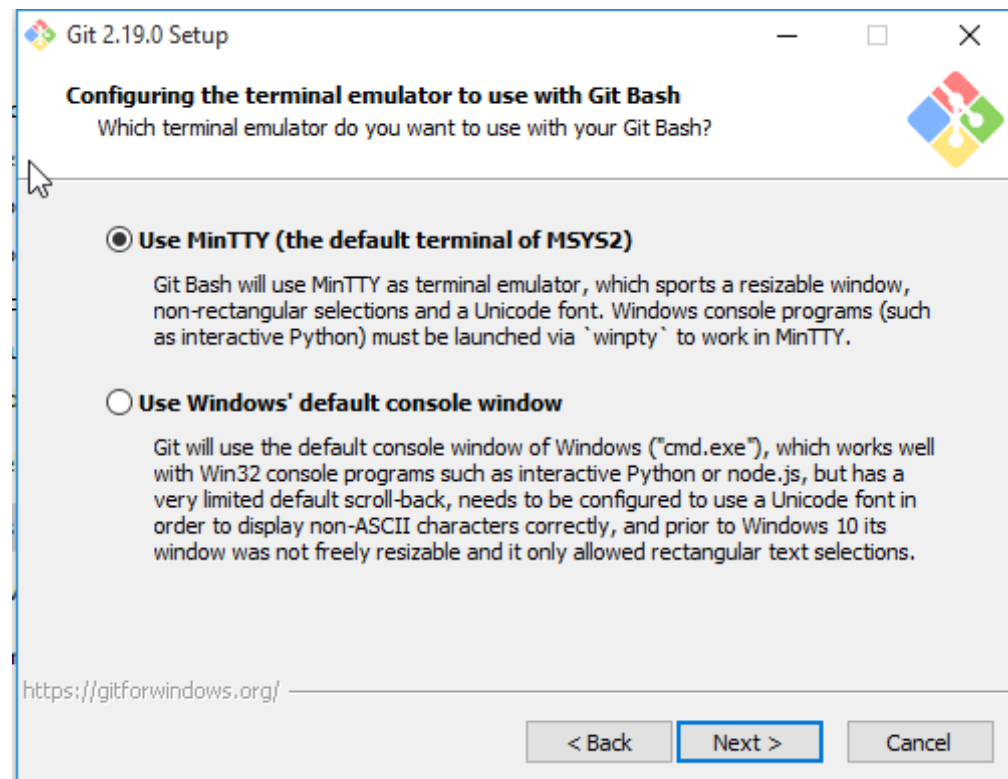 Git 2.19.0 Setup
Configuring the terminal emulator to use with Git Bash
Which terminal emulator do you want to use with your Git Bash?
Use MinTTY (the default terminal of MSYS2)
Git Bash will use MinTTY as terminal emulator, which sports a resizable window,
non-rectangular selections and a Unicode font. Windows console programs (such
as interactive Python) must be launched via `winpty` to work in MinTTY.
Use Windows' default console window
Git will use the default console window of Windows ("cmd.exe"), which works well
with Win32 console programs such as interactive Python or node.js, but has a
very limited default scroll-back, needs to be configured to use a Unicode font in
order to display non-ASCII characters correctly, and prior to Windows 10 its
window was not freely resizable and it only allowed rectangular text selections.
https://gitforwindows.org/
< Back
Next >
Cancel